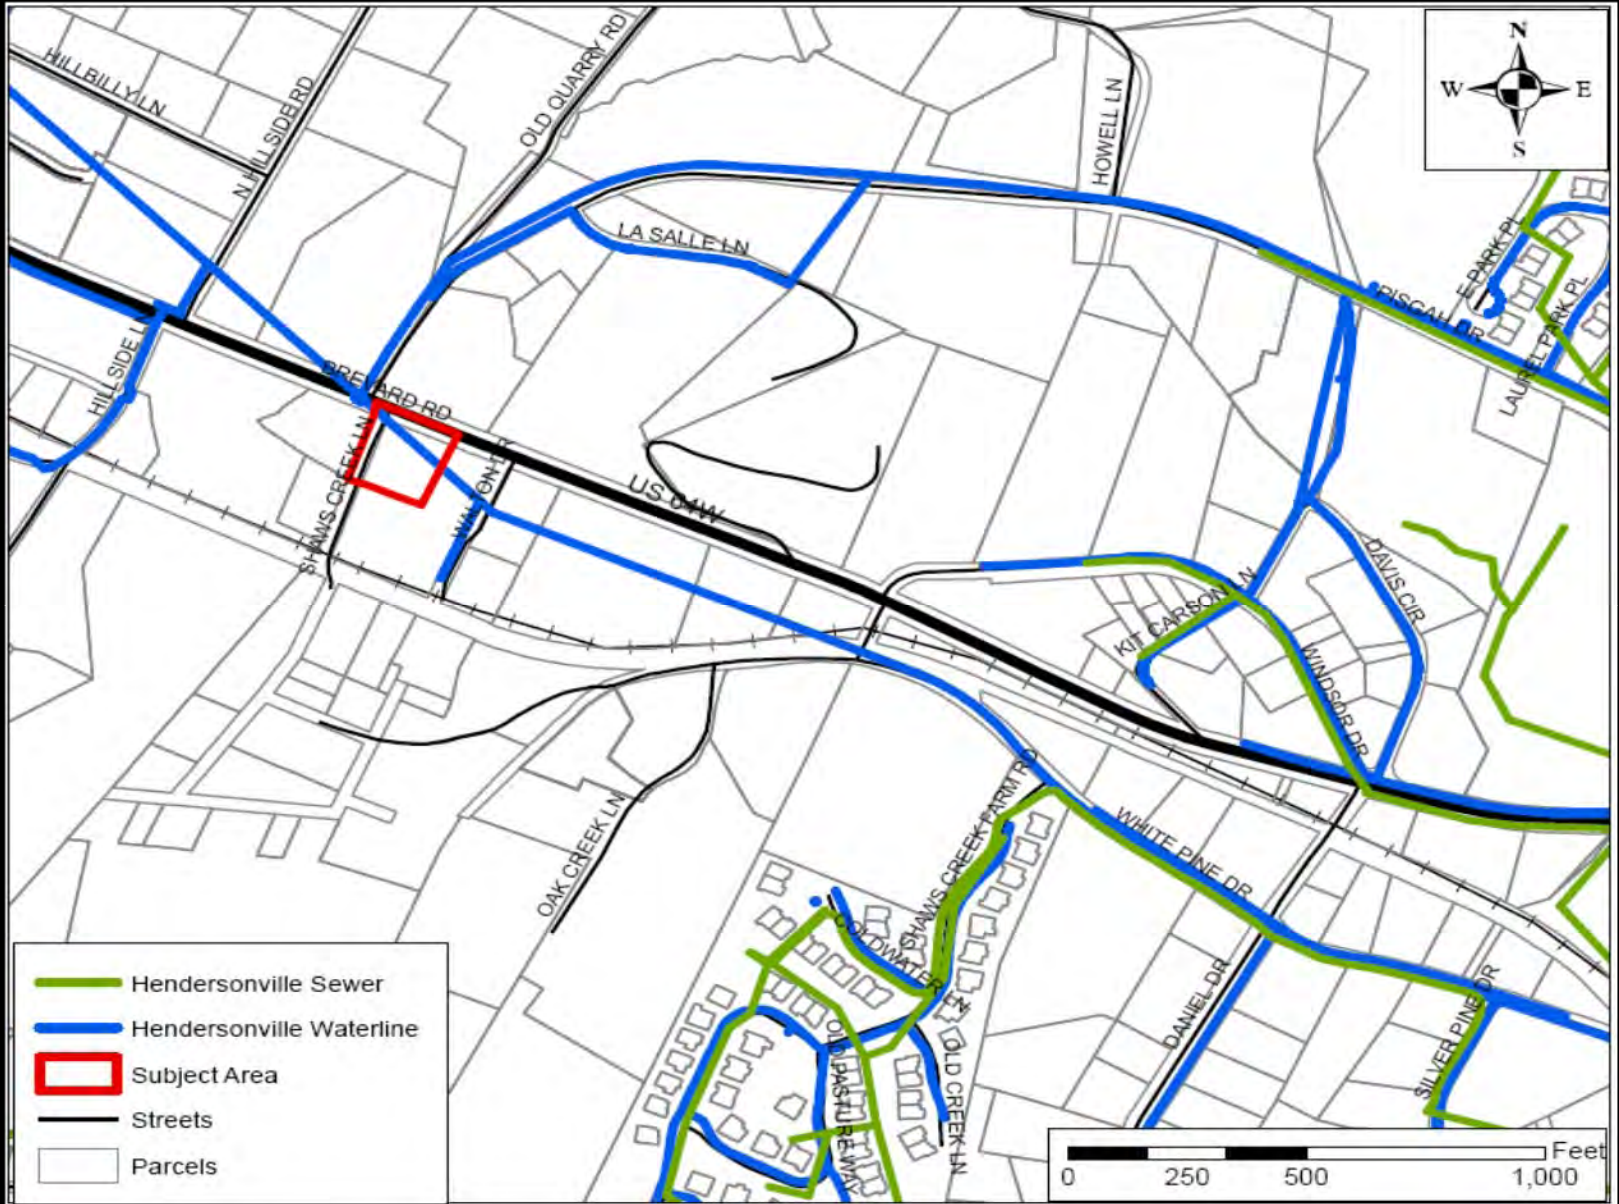 N
W E
S
HILLBILLY LN
N HILLSIDE RD
OLD QUARRY RD
HOWELL LN
LA SALLE LN
E PARK PL
PISGAH DR
LAUREL PARK PL
HILLSIDE LN
BREVARD RD
SHAWS CREEK LN
WALTON DR
US 64W
DAVIS CIR
KIT CARSON LN
WINDSOR DR
SHAWS CREEK FARM RD
WHITE PINE DR
OAK CREEK LN
COLDWATER LN
DANIEL DR
SILVER PINE DR
OLD PASTURE WAY
OLD CREEK LN
Hendersonville Sewer
Hendersonville Waterline
Subject Area
Streets
Parcels
Feet
0 250 500 1,000